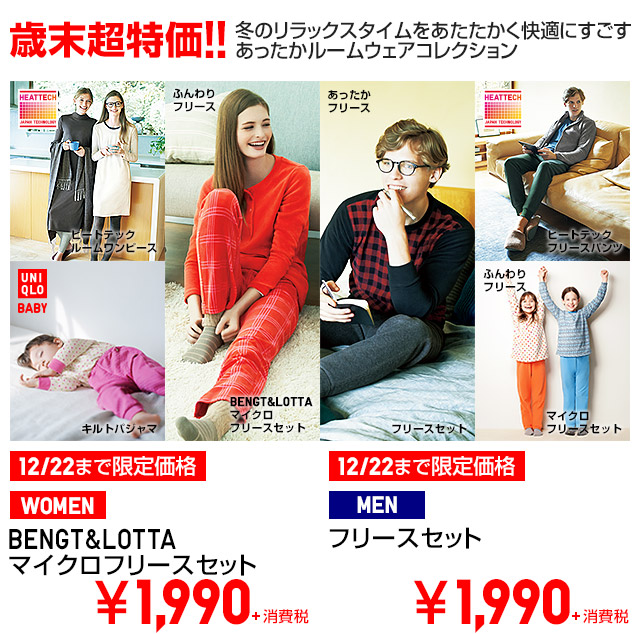 歳末超特価!!
冬のリラックスタイムをあたたかく快適にすごす
あったかルームウェアコレクション
HEATTECH
JAPAN TECHNOLOGY
ヒートテック
ルームワンピース
ふんわり
フリース
BENGT&LOTTA
マイクロ
フリースセット
あったか
フリース
フリースセット
HEATTECH
JAPAN TECHNOLOGY
ヒートテック
フリースパンツ
UNI
QLO
BABY
キルトパジャマ
ふんわり
フリース
マイクロ
フリースセット
12/22まで限定価格
WOMEN
BENGT&LOTTA
マイクロフリースセット
¥1,990+消費税
12/22まで限定価格
MEN
フリースセット
¥1,990+消費税